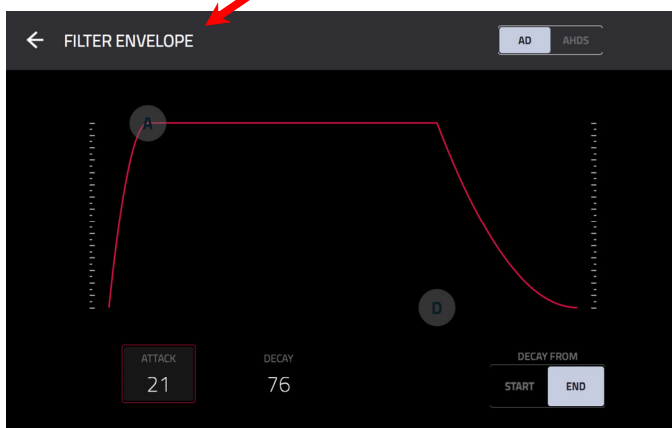 FILTER ENVELOPE
AD AHDS
A
D
ATTACK DECAY DECAY FROM
21 76 START END